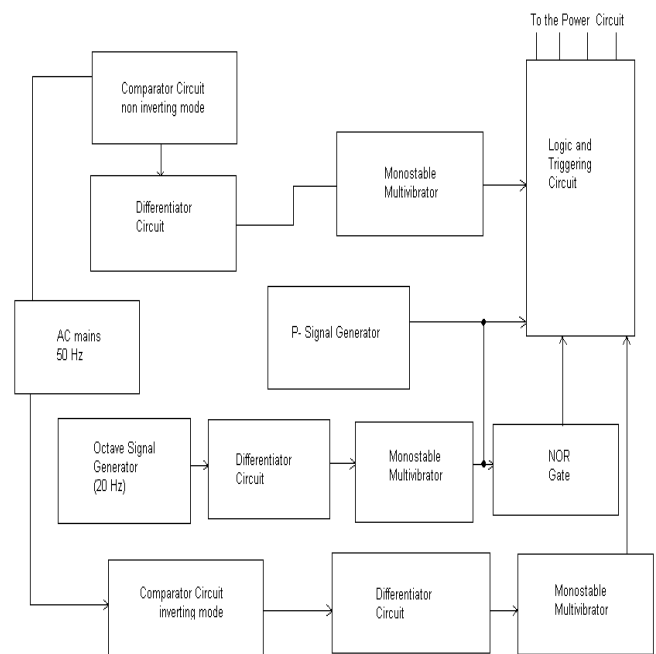 To the Power Circuit
Comparator Circuit
non inverting mode
Logic and
Triggering
Circuit
Monostable
Multivibrator
Differentiator
Circuit
AC mains
50 Hz
P- Signal Generator
Octave Signal
Generator
(20 Hz)
Differentiator
Circuit
Monostable
Multivibrator
NOR
Gate
Comparator Circuit
inverting mode
Differentiator
Circuit
Monostable
Multivibrator